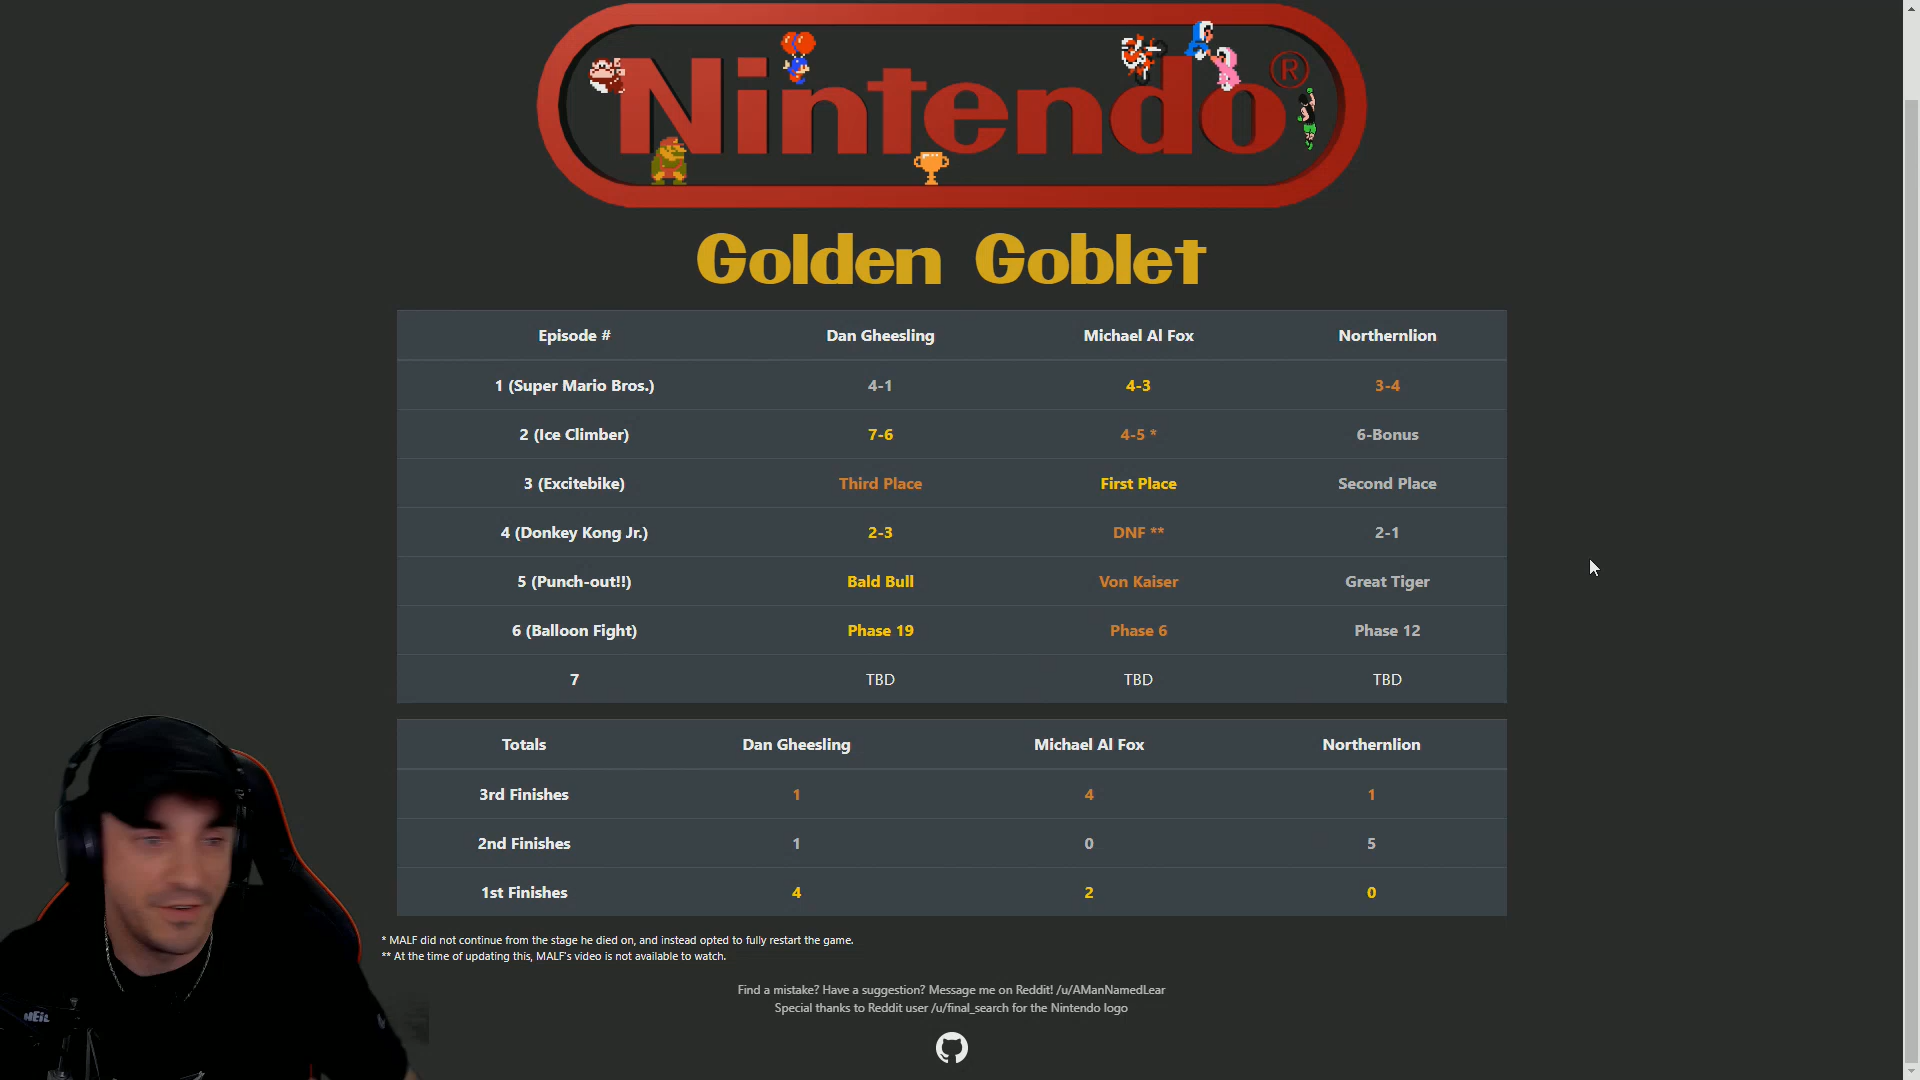 Nintendo®
Golden Goblet
Episode # Dan Gheesling Michael Al Fox Northernlion
1 (Super Mario Bros.) 4-1 4-3 3-4
2 (Ice Climber) 7-6 4-5 * 6-Bonus
3 (Excitebike) Third Place First Place Second Place
4 (Donkey Kong Jr.) 2-3 DNF ** 2-1
5 (Punch-out!!) Bald Bull Von Kaiser Great Tiger
6 (Balloon Fight) Phase 19 Phase 6 Phase 12
7 TBD TBD TBD
Totals Dan Gheesling Michael Al Fox Northernlion
3rd Finishes 1 4 1
2nd Finishes 1 0 5
1st Finishes 4 2 0
* MALF did not continue from the stage he died on, and instead opted to fully restart the game.
** At the time of updating this, MALF's video is not available to watch.
Find a mistake? Have a suggestion? Message me on Reddit! /u/AManNamedLear
Special thanks to Reddit user /u/final_search for the Nintendo logo